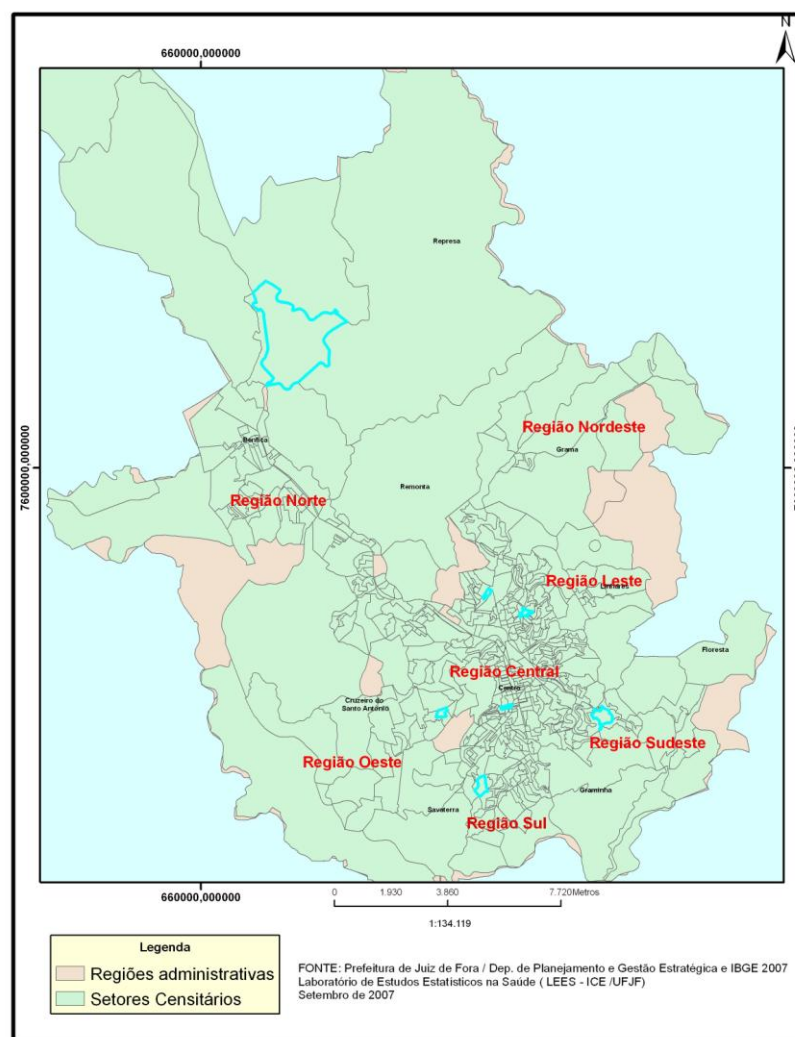 N
660000,000000
Represa
Região Nordeste
Grama
Benfica
7600000,000000
Remonta
Região Norte
Região Leste
Linhares
Floresta
Região Central
Centro
Cruzeiro do
Santo Antônio
Região Sudeste
Região Oeste
Graminha
Região Sul
660000,000000
0 1.930 3.860 7.720Metros
1:134.119
Legenda
Regiões administrativas
Setores Censitários
FONTE: Prefeitura de Juiz de Fora / Dep. de Planejamento e Gestão Estratégica e IBGE 2007
Laboratório de Estudos Estatisticos na Saúde ( LEES - ICE /UFJF)
Setembro de 2007